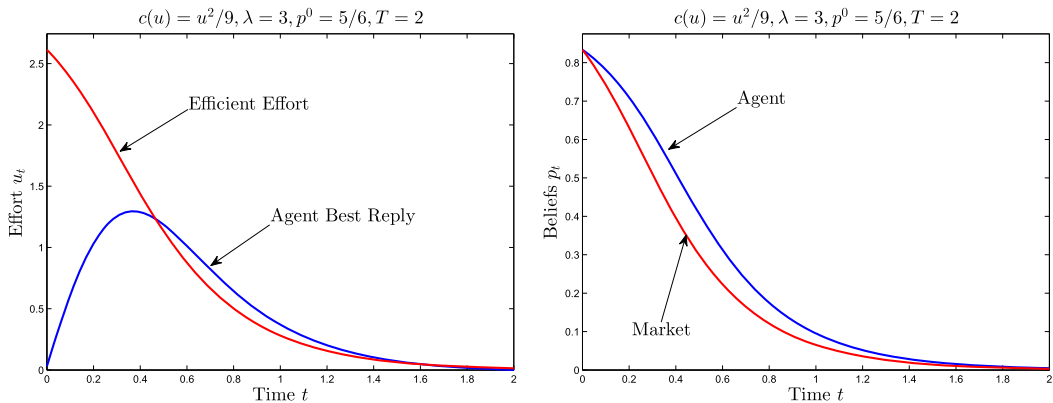 c(u) = u²/9, λ = 3, p⁰ = 5/6, T = 2
2.5
2
1.5
1
0.5
0
Effort uₜ
Efficient Effort
Agent Best Reply
0 0.2 0.4 0.6 0.8 1 1.2 1.4 1.6 1.8 2
Time t
c(u) = u²/9, λ = 3, p⁰ = 5/6, T = 2
0.8
0.7
0.6
0.5
0.4
0.3
0.2
0.1
0
Beliefs pₜ
Agent
Market
0 0.2 0.4 0.6 0.8 1 1.2 1.4 1.6 1.8 2
Time t